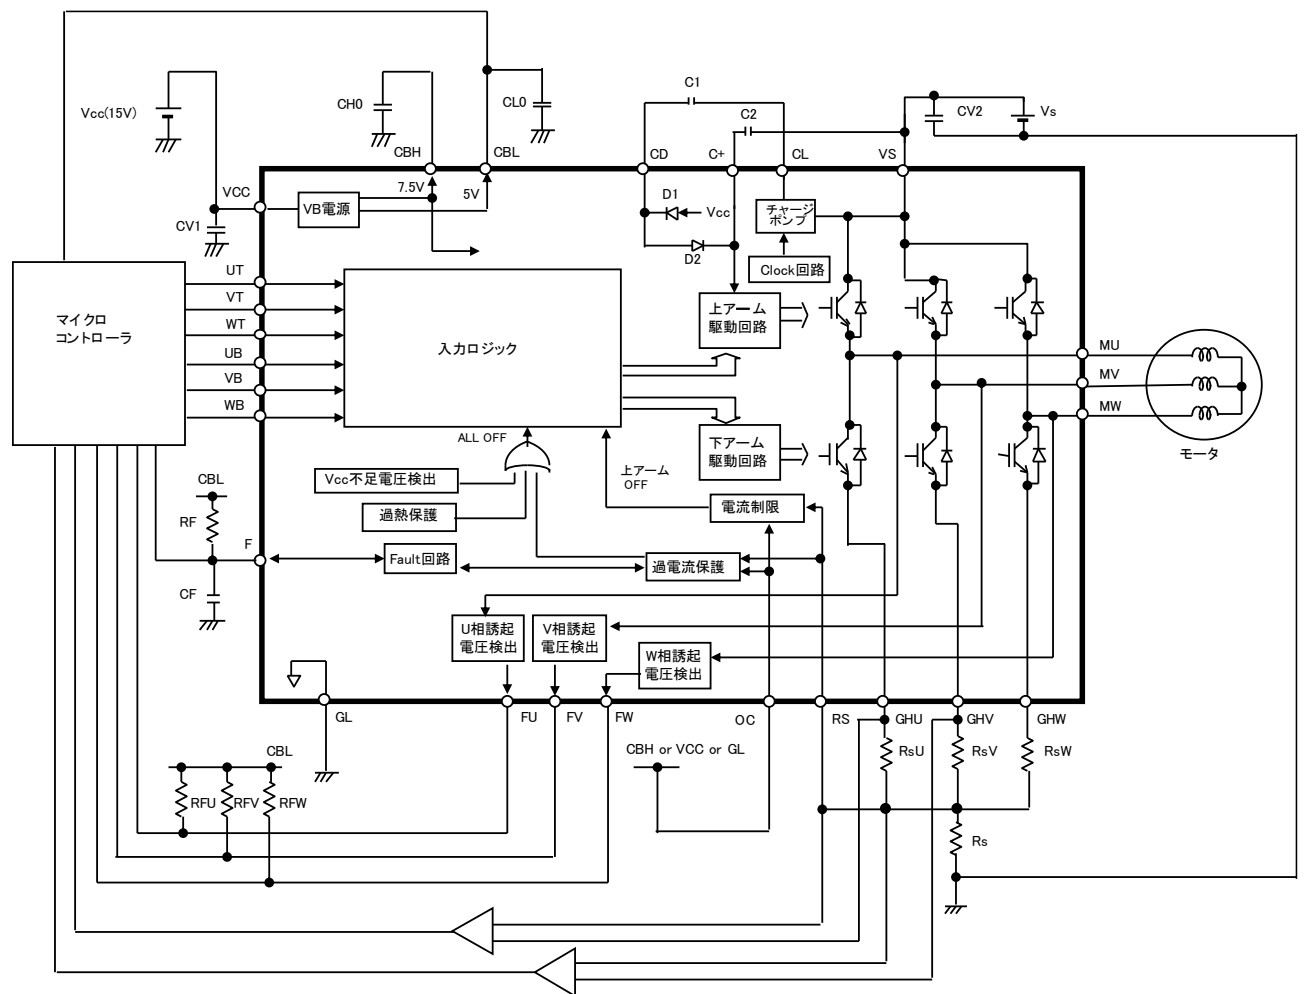 C1
CH0
CL0
C2
CV2
Vs
Vcc(15V)
CBH
CBL
CD
C+
CL
VS
VCC
7.5V
5V
D1
Vcc
チャージ
ポンプ
VB電源
CV1
D2
Clock回路
UT
VT
WT
UB
VB
WB
マイクロ
コントローラ
入力ロジック
上アーム
駆動回路
MU
MV
MW
モータ
ALL OFF
下アーム
駆動回路
上アーム
OFF
Vcc不足電圧検出
過熱保護
電流制限
CBL
RF
F
Fault回路
過電流保護
CF
U相誘起
電圧検出
V相誘起
電圧検出
W相誘起
電圧検出
GL
FU
FV
FW
OC
RS
GHU
GHV
GHW
CBL
CBH or VCC or GL
RsU
RsV
RsW
RFU
RFV
RFW
Rs